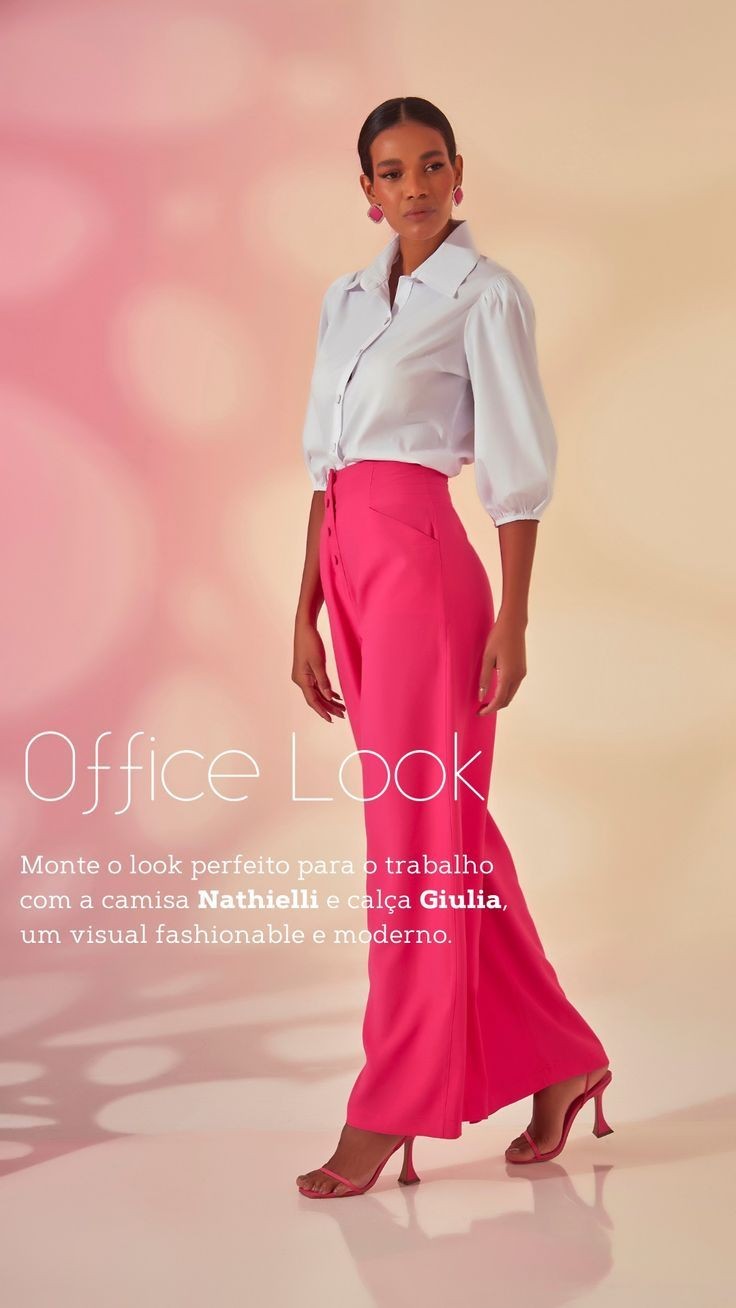 Office Look
Monte o look perfeito para o trabalho
com a camisa Nathielli e calça Giulia,
um visual fashionable e moderno.